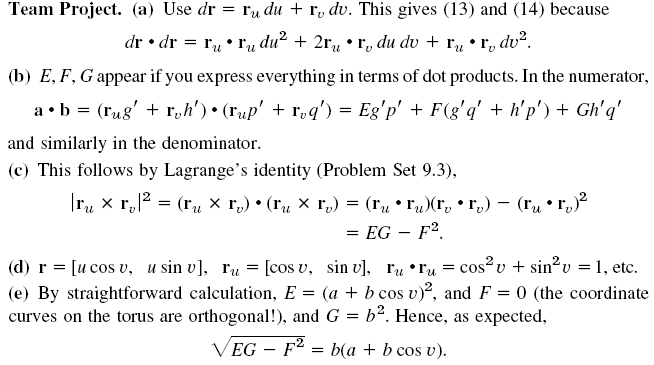 Team Project. (a) Use dr = r_u du + r_v dv. This gives (13) and (14) because
dr • dr = r_u • r_u du² + 2r_u • r_v du dv + r_u • r_v dv².
(b) E, F, G appear if you express everything in terms of dot products. In the numerator,
a • b = (r_u g' + r_v h') • (r_u p' + r_v q') = Eg'p' + F(g'q' + h'p') + Gh'q'
and similarly in the denominator.
(c) This follows by Lagrange's identity (Problem Set 9.3),
|r_u × r_v|² = (r_u × r_v) • (r_u × r_v) = (r_u • r_u)(r_v • r_v) − (r_u • r_v)²
= EG − F².
(d) r = [u cos v, u sin v], r_u = [cos v, sin v], r_u • r_u = cos² v + sin² v = 1, etc.
(e) By straightforward calculation, E = (a + b cos v)², and F = 0 (the coordinate
curves on the torus are orthogonal!), and G = b². Hence, as expected,
√(EG − F²) = b(a + b cos v).